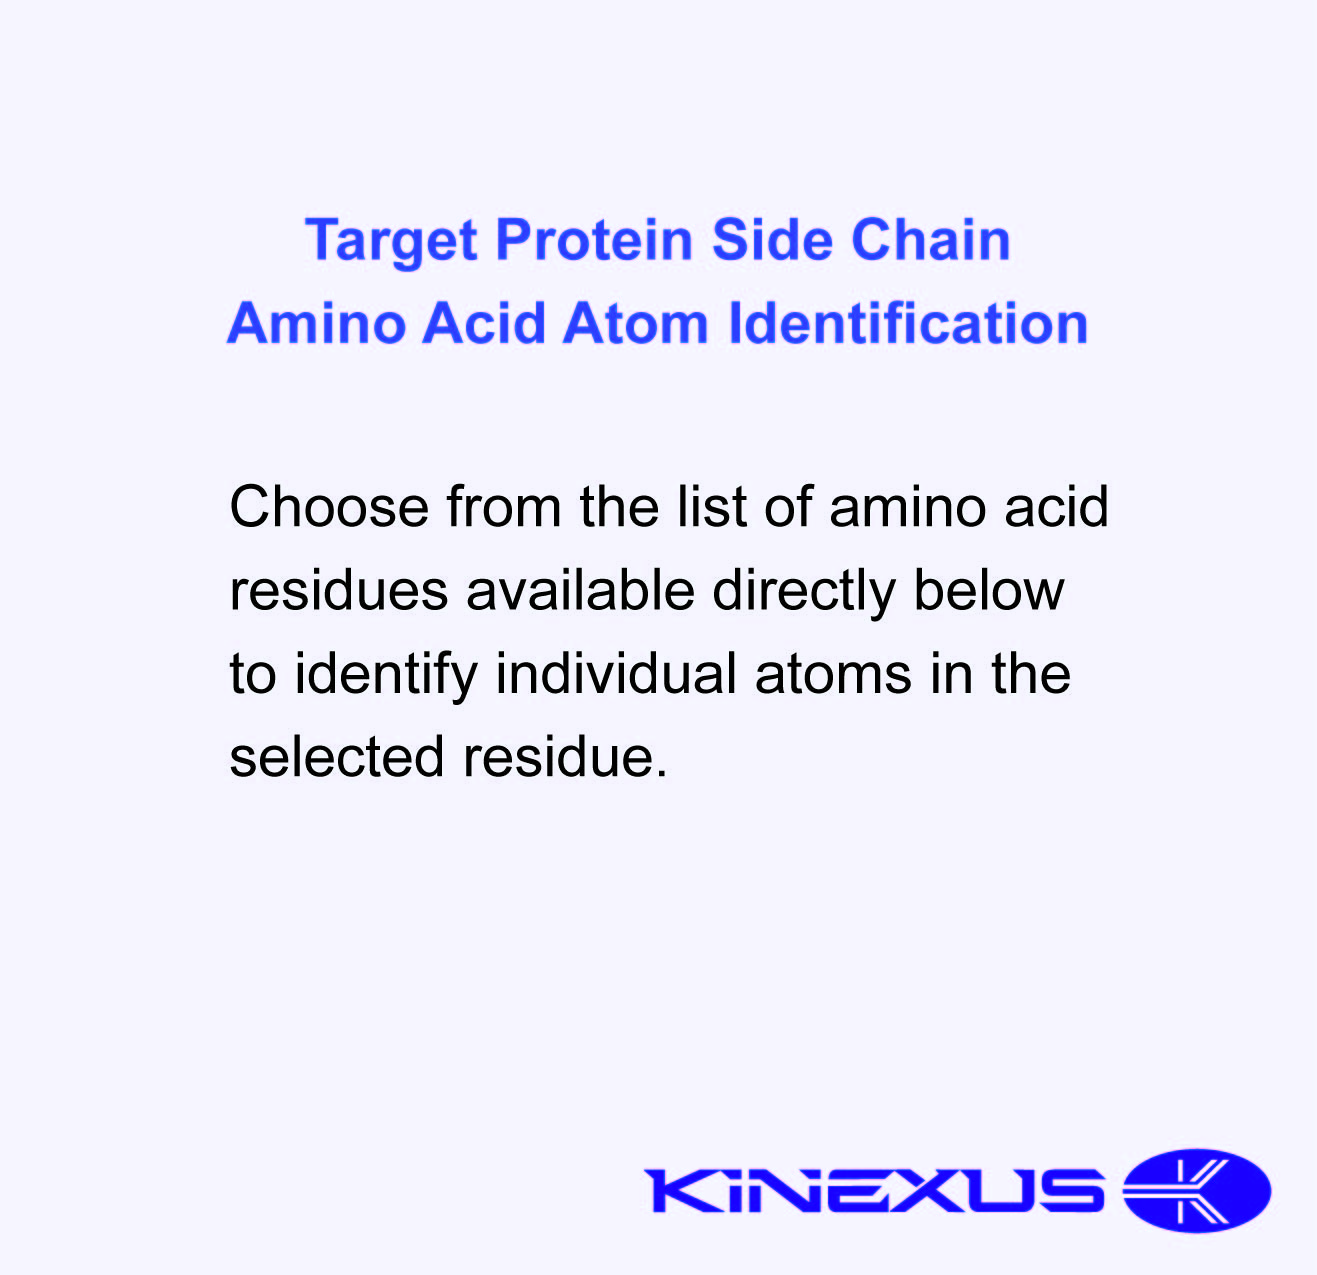 Target Protein Side Chain
Amino Acid Atom Identification
Choose from the list of amino acid
residues available directly below
to identify individual atoms in the
selected residue.
KiNEXUS K